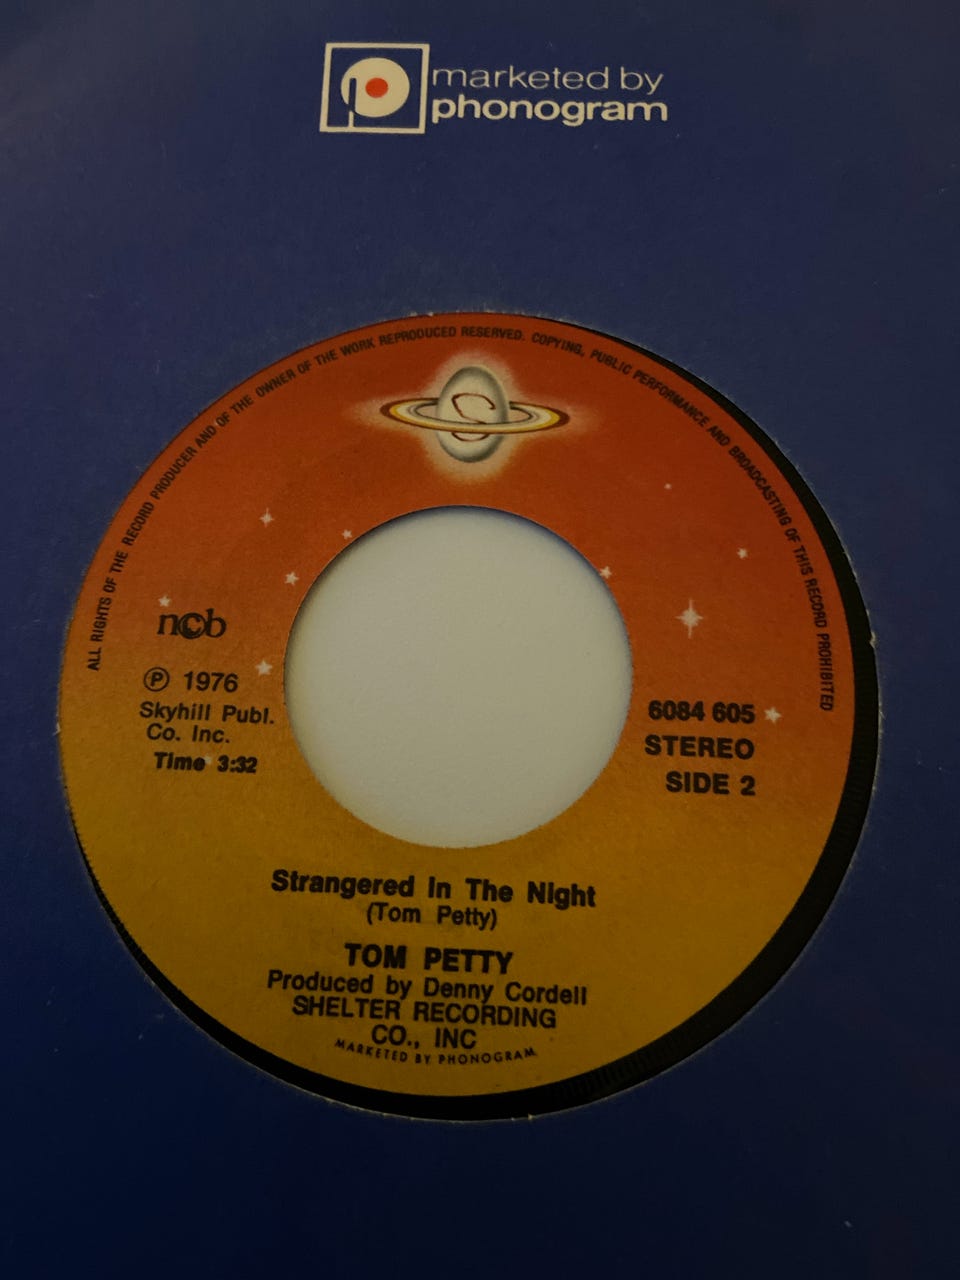 marketed by
phonogram
ALL RIGHTS OF THE RECORD PRODUCER AND OF THE OWNER OF THE WORK REPRODUCED RESERVED. COPYING, PUBLIC PERFORMANCE AND BROADCASTING OF THIS RECORD PROHIBITED
S
ncb
℗ 1976
Skyhill Publ.
Co. Inc.
Time 3:32
6084 605
STEREO
SIDE 2
Strangered In The Night
(Tom Petty)
TOM PETTY
Produced by Denny Cordell
SHELTER RECORDING
CO., INC
MARKETED BY PHONOGRAM